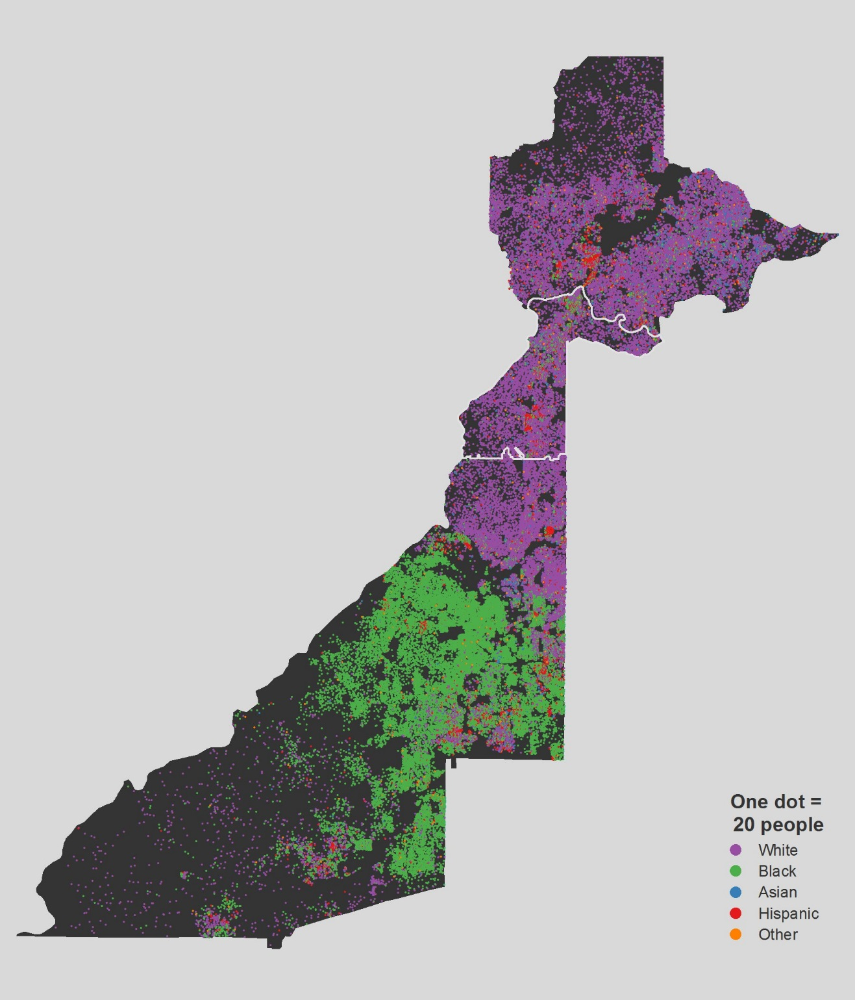 One dot =
20 people
White
Black
Asian
Hispanic
Other